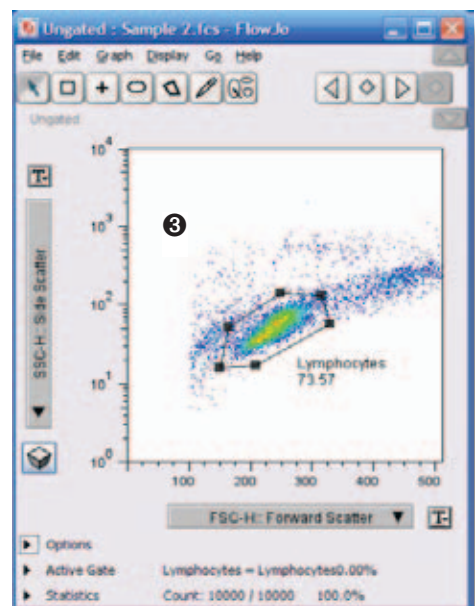 Ungated : Sample 2.fcs - FlowJo
File Edit Graph Display Go Help
Ungated
T-
10⁴
10³
10²
10¹
10⁰
❸
SSC-H:: Side Scatter
Lymphocytes
73.57
100 200 300 400 500
FSC-H:: Forward Scatter
T-
Options
Active Gate Lymphocytes = Lymphocytes0.00%
Statistics Count: 10000 / 10000 100.0%